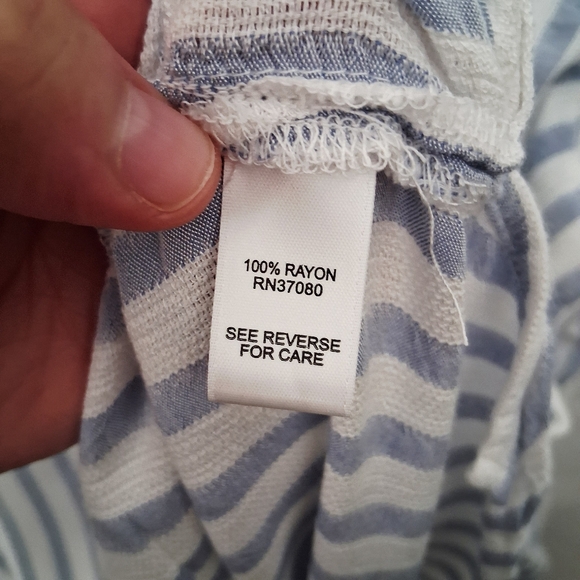 100% RAYON
RN37080
SEE REVERSE
FOR CARE